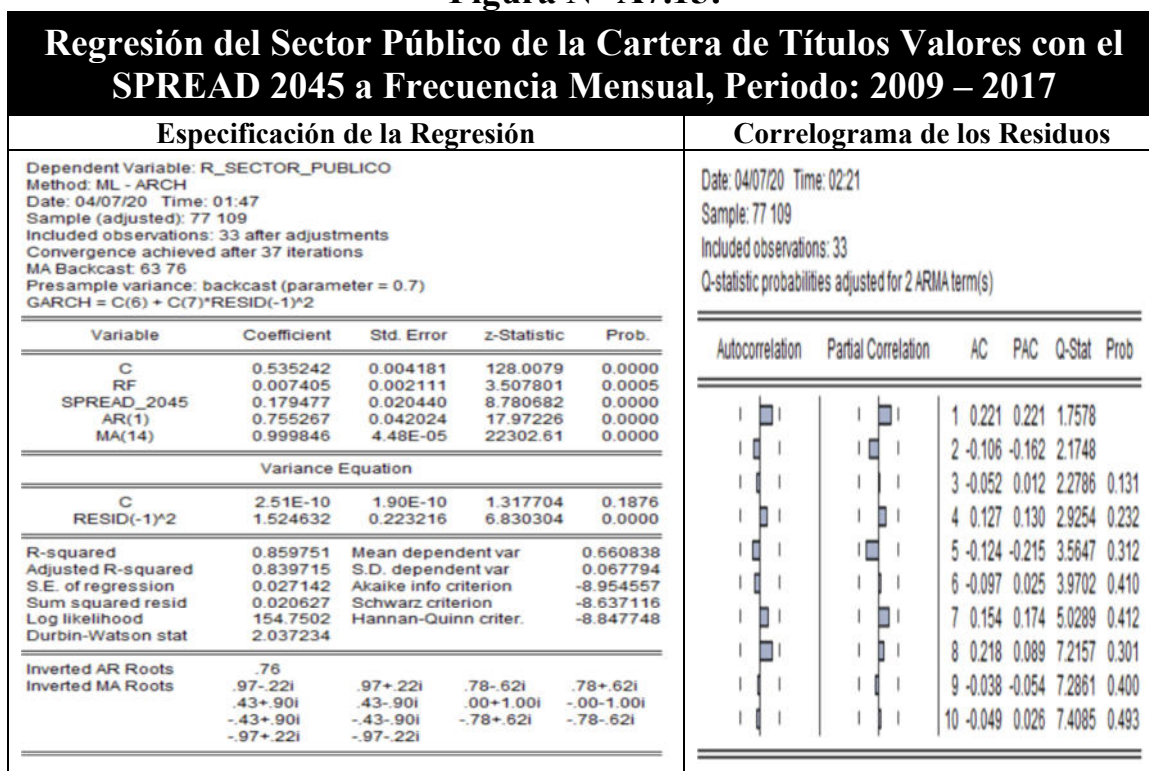 Regresión del Sector Público de la Cartera de Títulos Valores con el
SPREAD 2045 a Frecuencia Mensual, Periodo: 2009 – 2017
Especificación de la Regresión
Dependent Variable: R_SECTOR_PUBLICO
Method: ML - ARCH
Date: 04/07/20 Time: 01:47
Sample (adjusted): 77 109
Included observations: 33 after adjustments
Convergence achieved after 37 iterations
MA Backcast: 63 76
Presample variance: backcast (parameter = 0.7)
GARCH = C(6) + C(7)*RESID(-1)^2
Variable Coefficient Std. Error z-Statistic Prob.
C 0.535242 0.004181 128.0079 0.0000
RF 0.007405 0.002111 3.507801 0.0005
SPREAD_2045 0.179477 0.020440 8.780682 0.0000
AR(1) 0.755267 0.042024 17.97226 0.0000
MA(14) 0.999846 4.48E-05 22302.61 0.0000
Variance Equation
C 2.51E-10 1.90E-10 1.317704 0.1876
RESID(-1)^2 1.524632 0.223216 6.830304 0.0000
R-squared 0.859751 Mean dependent var 0.660838
Adjusted R-squared 0.839715 S.D. dependent var 0.067794
S.E. of regression 0.027142 Akaike info criterion -8.954557
Sum squared resid 0.020627 Schwarz criterion -8.637116
Log likelihood 154.7502 Hannan-Quinn criter. -8.847748
Durbin-Watson stat 2.037234
Inverted AR Roots .76
Inverted MA Roots .97-.22i .97+.22i .78-.62i .78+.62i
.43+.90i .43-.90i .00+1.00i -.00-1.00i
-.43+.90i -.43-.90i -.78+.62i -.78-.62i
-.97+.22i -.97-.22i
Correlograma de los Residuos
Date: 04/07/20 Time: 02:21
Sample: 77 109
Included observations: 33
Q-statistic probabilities adjusted for 2 ARMA term(s)
Autocorrelation Partial Correlation AC PAC Q-Stat Prob
1 0.221 0.221 1.7578
2 -0.106 -0.162 2.1748
3 -0.052 0.012 2.2786 0.131
4 0.127 0.130 2.9254 0.232
5 -0.124 -0.215 3.5647 0.312
6 -0.097 0.025 3.9702 0.410
7 0.154 0.174 5.0289 0.412
8 0.218 0.089 7.2157 0.301
9 -0.038 -0.054 7.2861 0.400
10 -0.049 0.026 7.4085 0.493